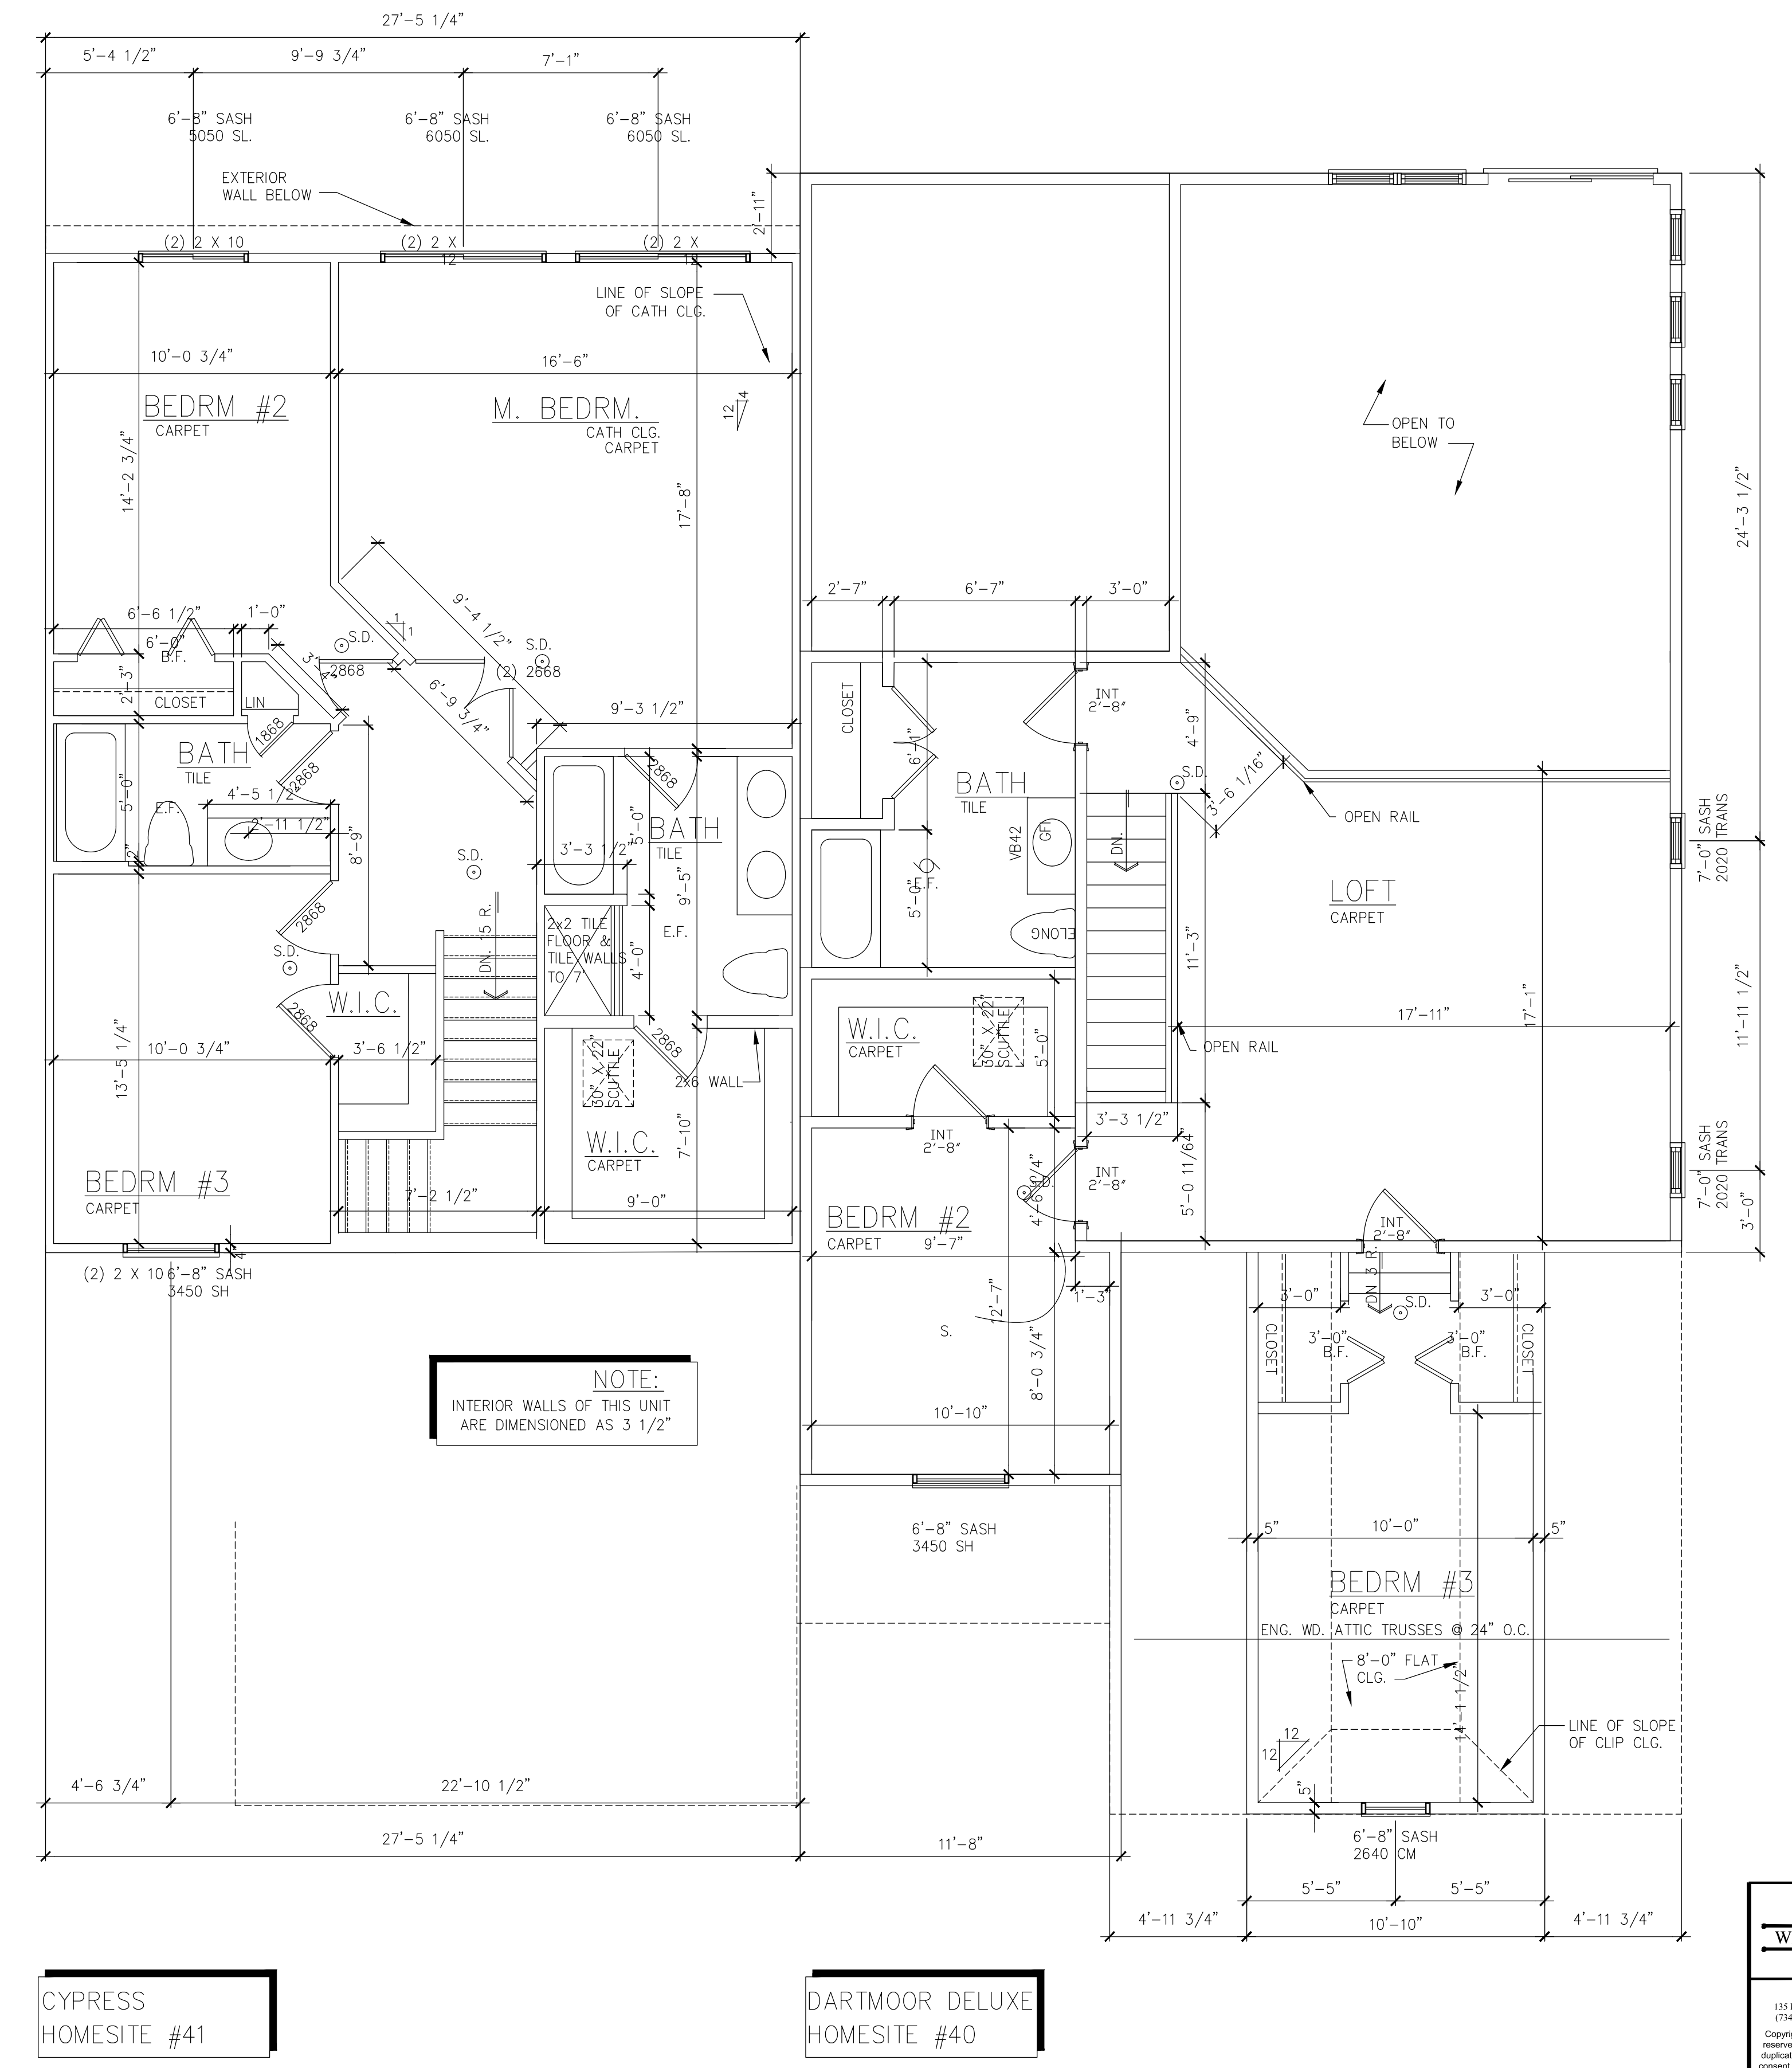 27'-5 1/4"
5'-4 1/2"
9'-9 3/4"
7'-1"
6'-8" SASH
5050 SL.
6'-8" SASH
6050 SL.
6'-8" SASH
6050 SL.
EXTERIOR
WALL BELOW
2'-11"
(2) 2 X 10
(2) 2 X
12
(2) 2 X
12
LINE OF SLOPE
OF CATH CLG.
10'-0 3/4"
16'-6"
BEDRM #2
CARPET
M. BEDRM.
CATH CLG.
CARPET
12
4
14'-2 3/4"
17'-8"
OPEN TO
BELOW
24'-3 1/2"
6'-6 1/2"
1'-0"
6'-0"
B.F.
1
1
S.D.
9'-4 1/2"
S.D.
2868
(2) 2668
3'-4"
6'-9 3/4"
2'-3"
CLOSET
LIN
1868
9'-3 1/2"
2'-7"
6'-7"
3'-0"
CLOSET
INT
2'-8"
4'-9"
6'-1"
BATH
TILE
2868
5'-0"
E.F.
4'-5 1/2"
2'-11 1/2"
2"
8'-9"
S.D.
2868
5'-0"
BATH
TILE
3'-3 1/2"
9'-5"
BATH
TILE
VB42
GFI
DN.
S.D.
3'-6 1/16"
OPEN RAIL
7'-0" SASH
2020 TRANS
5'-0"
E.F.
ELONG
LOFT
CARPET
2868
S.D.
DN. 15 R.
2x2 TILE
FLOOR &
TILE WALLS
TO 7'
4'-0"
E.F.
11'-3"
17'-1"
11'-11 1/2"
W.I.C.
2868
10'-0 3/4"
3'-6 1/2"
13'-5 1/4"
30" X 22"
SCUTTLE
2868
2x6 WALL
W.I.C.
CARPET
30" X 22"
SCUTTLE
5'-0"
17'-11"
OPEN RAIL
INT
2'-8"
3'-3 1/2"
W.I.C.
CARPET
7'-10"
BEDRM #3
CARPET
7'-2 1/2"
9'-0"
4"
S.D.
INT
2'-8"
5'-0 11/64"
BEDRM #2
CARPET
9'-7"
INT
2'-8"
7'-0" SASH
2020 TRANS
3'-0"
(2) 2 X 10
6'-8" SASH
3450 SH
1'-3"
12'-7"
S.
8'-0 3/4"
10'-10"
DN 3 R.
3'-0"
S.D.
3'-0"
CLOSET
3'-0"
B.F.
3'-0"
B.F.
CLOSET
NOTE:
INTERIOR WALLS OF THIS UNIT
ARE DIMENSIONED AS 3 1/2"
6'-8" SASH
3450 SH
5"
10'-0"
5"
BEDRM #3
CARPET
ENG. WD. ATTIC TRUSSES @ 24" O.C.
8'-0" FLAT
CLG.
12
12
LINE OF SLOPE
OF CLIP CLG.
5"
4'-6 3/4"
22'-10 1/2"
27'-5 1/4"
11'-8"
6'-8" SASH
2640 CM
5'-5"
5'-5"
4'-11 3/4"
10'-10"
4'-11 3/4"
CYPRESS
HOMESITE #41
DARTMOOR DELUXE
HOMESITE #40
W
135
(734